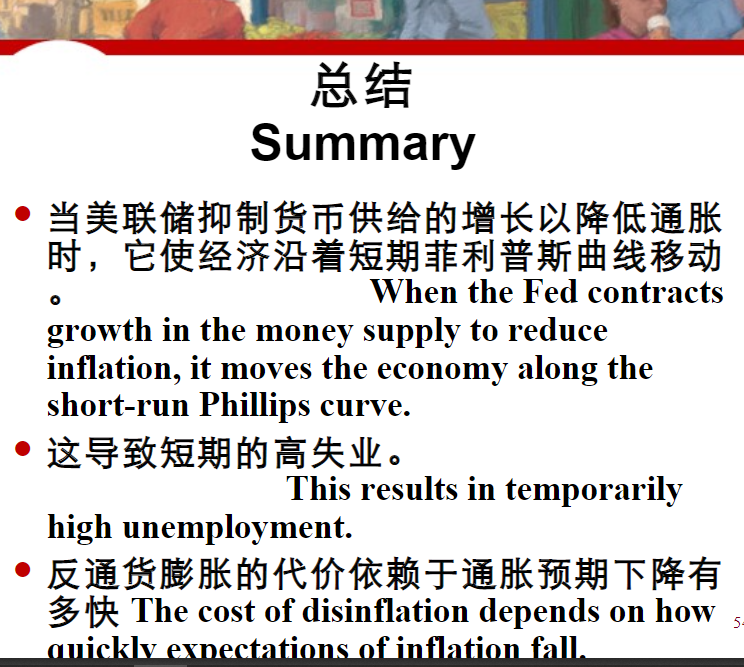 总结
Summary
当美联储抑制货币供给的增长以降低通胀
时，它使经济沿着短期菲利普斯曲线移动
。 When the Fed contracts
growth in the money supply to reduce
inflation, it moves the economy along the
short-run Phillips curve.
这导致短期的高失业。
This results in temporarily
high unemployment.
反通货膨胀的代价依赖于通胀预期下降有
多快 The cost of disinflation depends on how
quickly expectations of inflation fall.